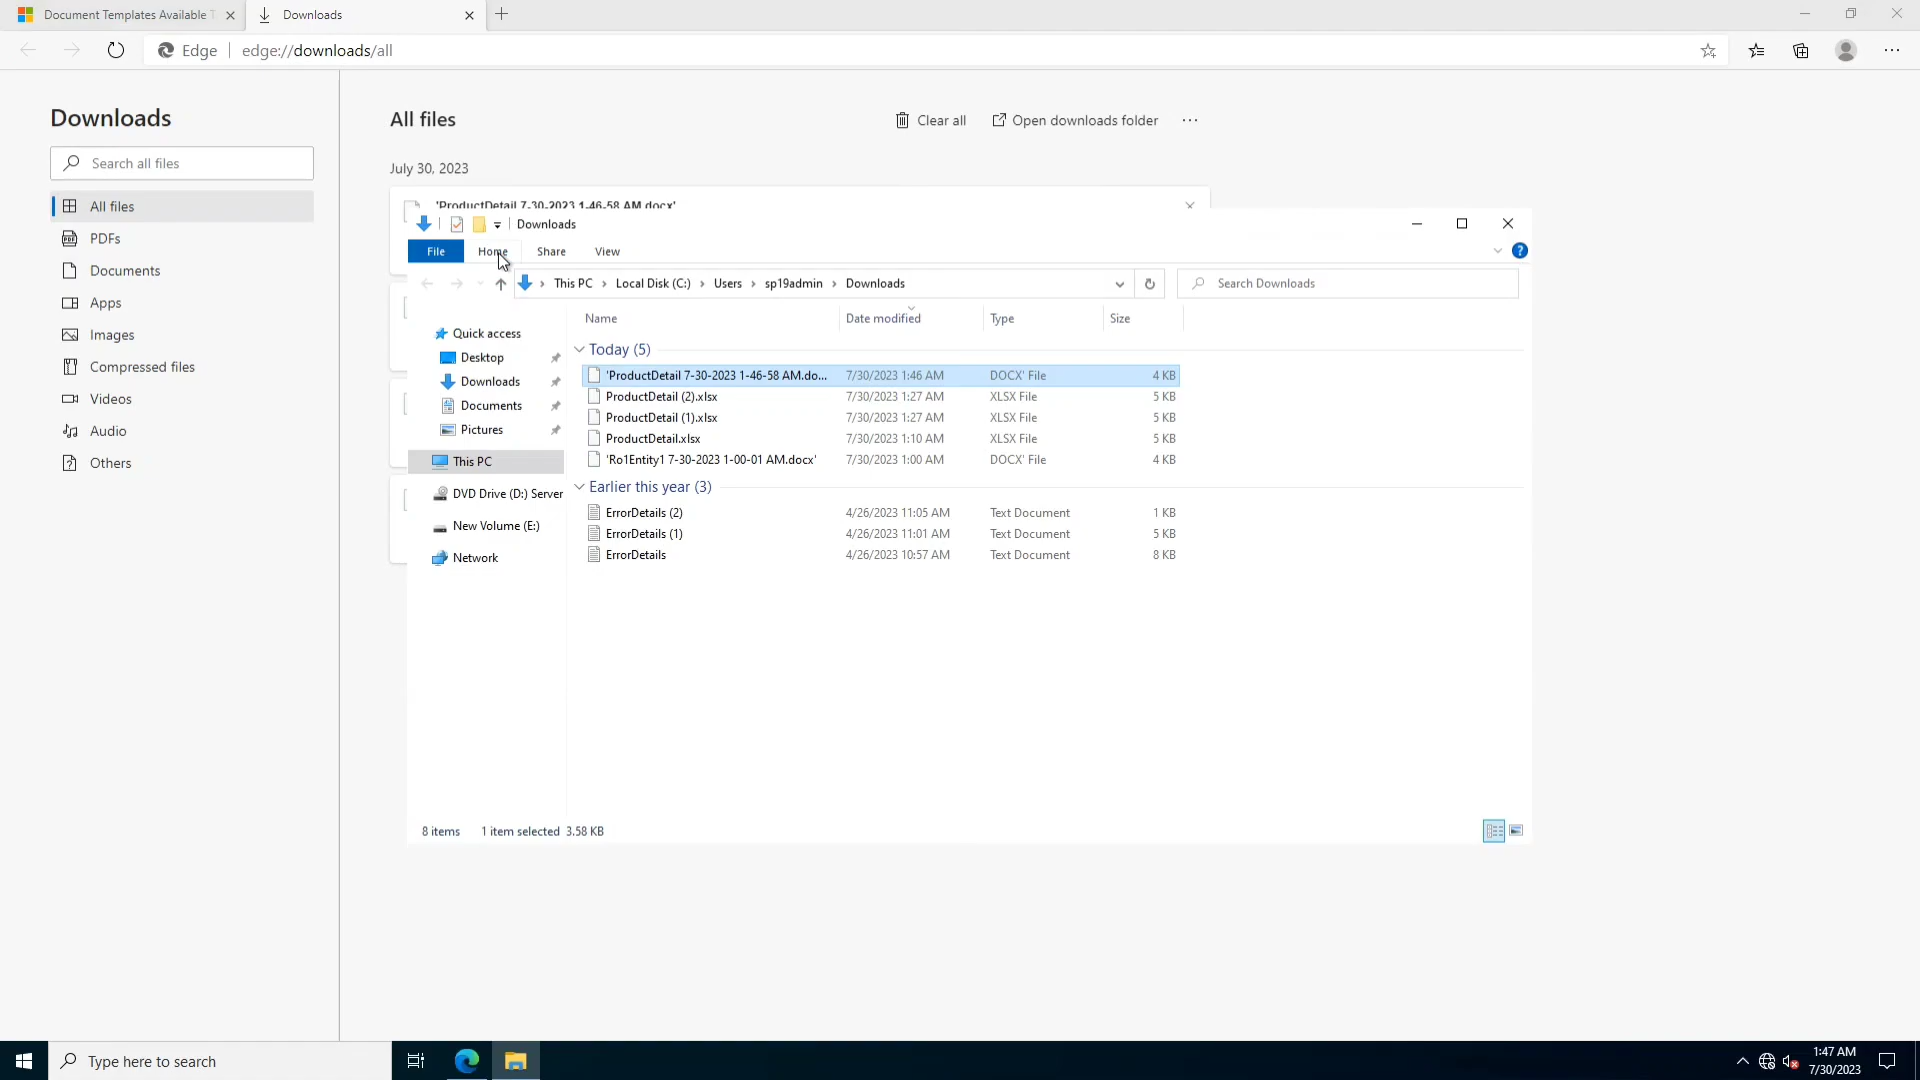 Document Templates Available T
Downloads
Edge
edge://downloads/all
Downloads
Search all files
All files
PDFs
Documents
Apps
Images
Compressed files
Videos
Audio
Others
All files
Clear all
Open downloads folder
July 30, 2023
'ProductDetail 7-30-2023 1-46-58 AM.docx'
Downloads
File Home Share View
This PC Local Disk (C:) Users sp19admin Downloads
Search Downloads
Quick access
Desktop
Downloads
Documents
Pictures
This PC
DVD Drive (D:) Server
New Volume (E:)
Network
Name Date modified Type Size
Today (5)
'ProductDetail 7-30-2023 1-46-58 AM.do... 7/30/2023 1:46 AM DOCX' File 4 KB
ProductDetail (2).xlsx 7/30/2023 1:27 AM XLSX File 5 KB
ProductDetail (1).xlsx 7/30/2023 1:27 AM XLSX File 5 KB
ProductDetail.xlsx 7/30/2023 1:10 AM XLSX File 5 KB
'Ro1Entity1 7-30-2023 1-00-01 AM.docx' 7/30/2023 1:00 AM DOCX' File 4 KB
Earlier this year (3)
ErrorDetails (2) 4/26/2023 11:05 AM Text Document 1 KB
ErrorDetails (1) 4/26/2023 11:01 AM Text Document 5 KB
ErrorDetails 4/26/2023 10:57 AM Text Document 8 KB
8 items 1 item selected 3.58 KB
Type here to search
1:47 AM
7/30/2023